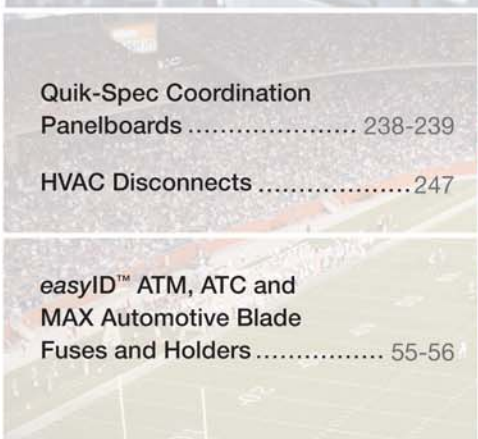 Quik-Spec Coordination
Panelboards ..................... 238-239
HVAC Disconnects ................... 247
easyID™ ATM, ATC and
MAX Automotive Blade
Fuses and Holders ................ 55-56